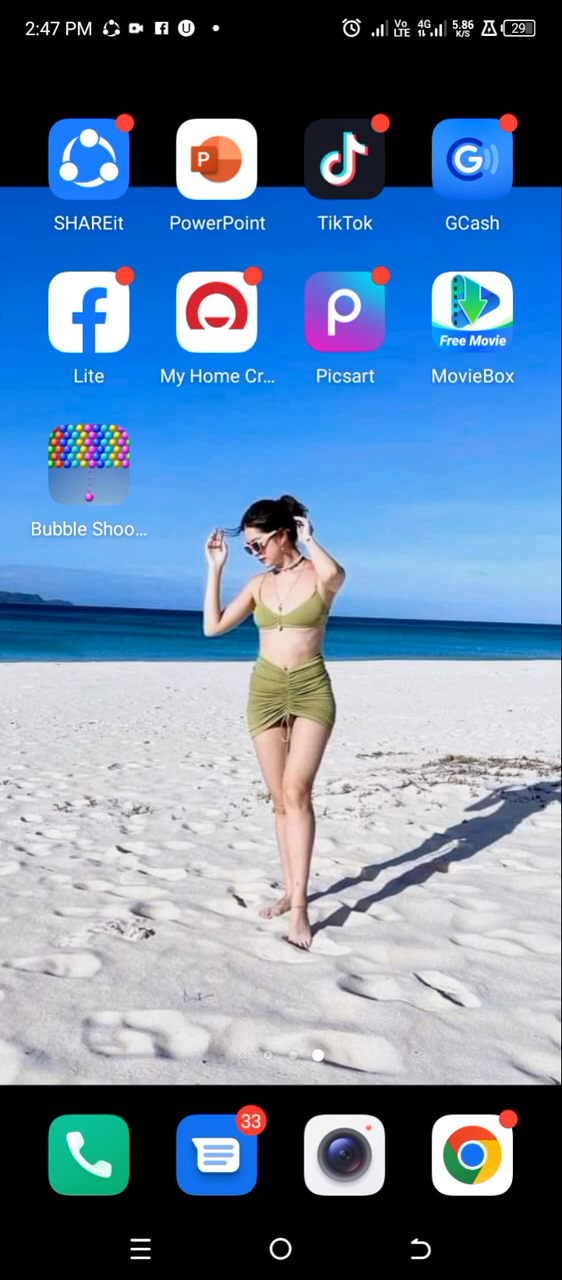 2:47 PM
Vo LTE 4G 5.86 K/S 29
SHAREit PowerPoint TikTok GCash
Lite My Home Cr... Picsart MovieBox
Free Movie
Bubble Shoo...
33